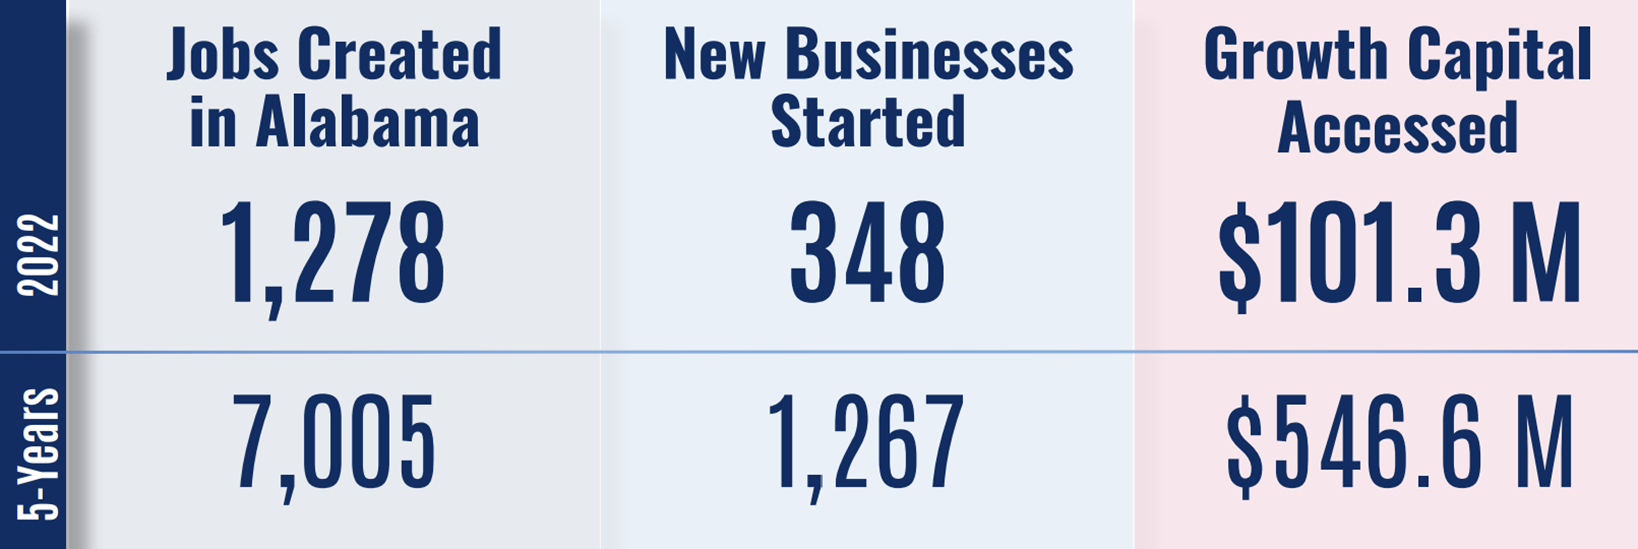 Jobs Created
in Alabama
New Businesses
Started
Growth Capital
Accessed
2022
1,278
348
$101.3 M
5-Years
7,005
1,267
$546.6 M